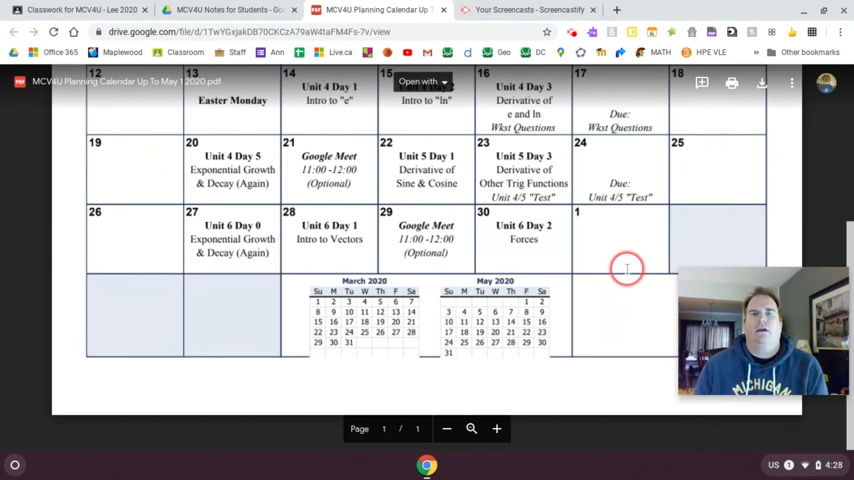 Classwork for MCV4U - Lee 2020
MCV4U Notes for Students - Go
MCV4U Planning Calendar Up T
Your Screencasts - Screencastify
drive.google.com/file/d/1TwYGxjakDB70CKCzA79aW4taFM4Fs-7v/view
Office 365 Maplewood Classroom Staff Ann Live.ca Geo DC MATH HPE VLE Other bookmarks
PDF MCV4U Planning Calendar Up To May 1 2020.pdf Open with
12 13 14 15 16 17 18
Unit 4 Day 1 Unit 4 Day 3
Easter Monday Intro to "e" Intro to "ln" Derivative of Due:
e and ln Wkst Questions
Wkst Questions
19 20 21 22 23 24 25
Unit 4 Day 5 Google Meet Unit 5 Day 1 Unit 5 Day 3
Exponential Growth 11:00 -12:00 Derivative of Derivative of
& Decay (Again) (Optional) Sine & Cosine Other Trig Functions Due:
Unit 4/5 "Test" Unit 4/5 "Test"
26 27 28 29 30 1
Unit 6 Day 0 Unit 6 Day 1 Google Meet Unit 6 Day 2
Exponential Growth Intro to Vectors 11:00 -12:00 Forces
& Decay (Again) (Optional)
March 2020 May 2020
Su M Tu W Th F Sa Su M Tu W Th F Sa
1 2 3 4 5 6 7 1 2
8 9 10 11 12 13 14 3 4 5 6 7 8 9
15 16 17 18 19 20 21 10 11 12 13 14 15 16
22 23 24 25 26 27 28 17 18 19 20 21 22 23
29 30 31 24 25 26 27 28 29 30
31
MICHIGAN
Page 1 / 1
US 1 4:28